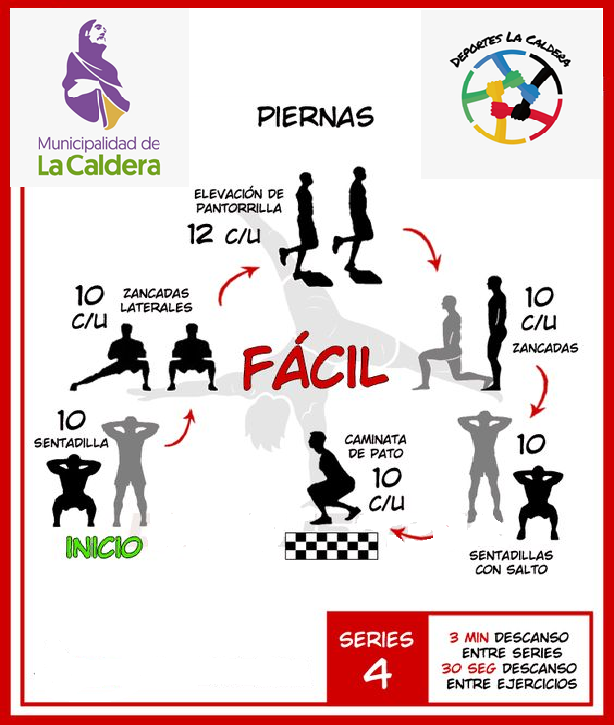 Municipalidad de
La Caldera
DEPORTES LA CALDERA
PIERNAS
ELEVACIÓN DE
PANTORRILLA
12 C/U
10
C/U
ZANCADAS
LATERALES
10
C/U
ZANCADAS
FÁCIL
10
SENTADILLA
INICIO
CAMINATA
DE PATO
10
C/U
10
SENTADILLAS
CON SALTO
SERIES
4
3 MIN DESCANSO
ENTRE SERIES
30 SEG DESCANSO
ENTRE EJERCICIOS